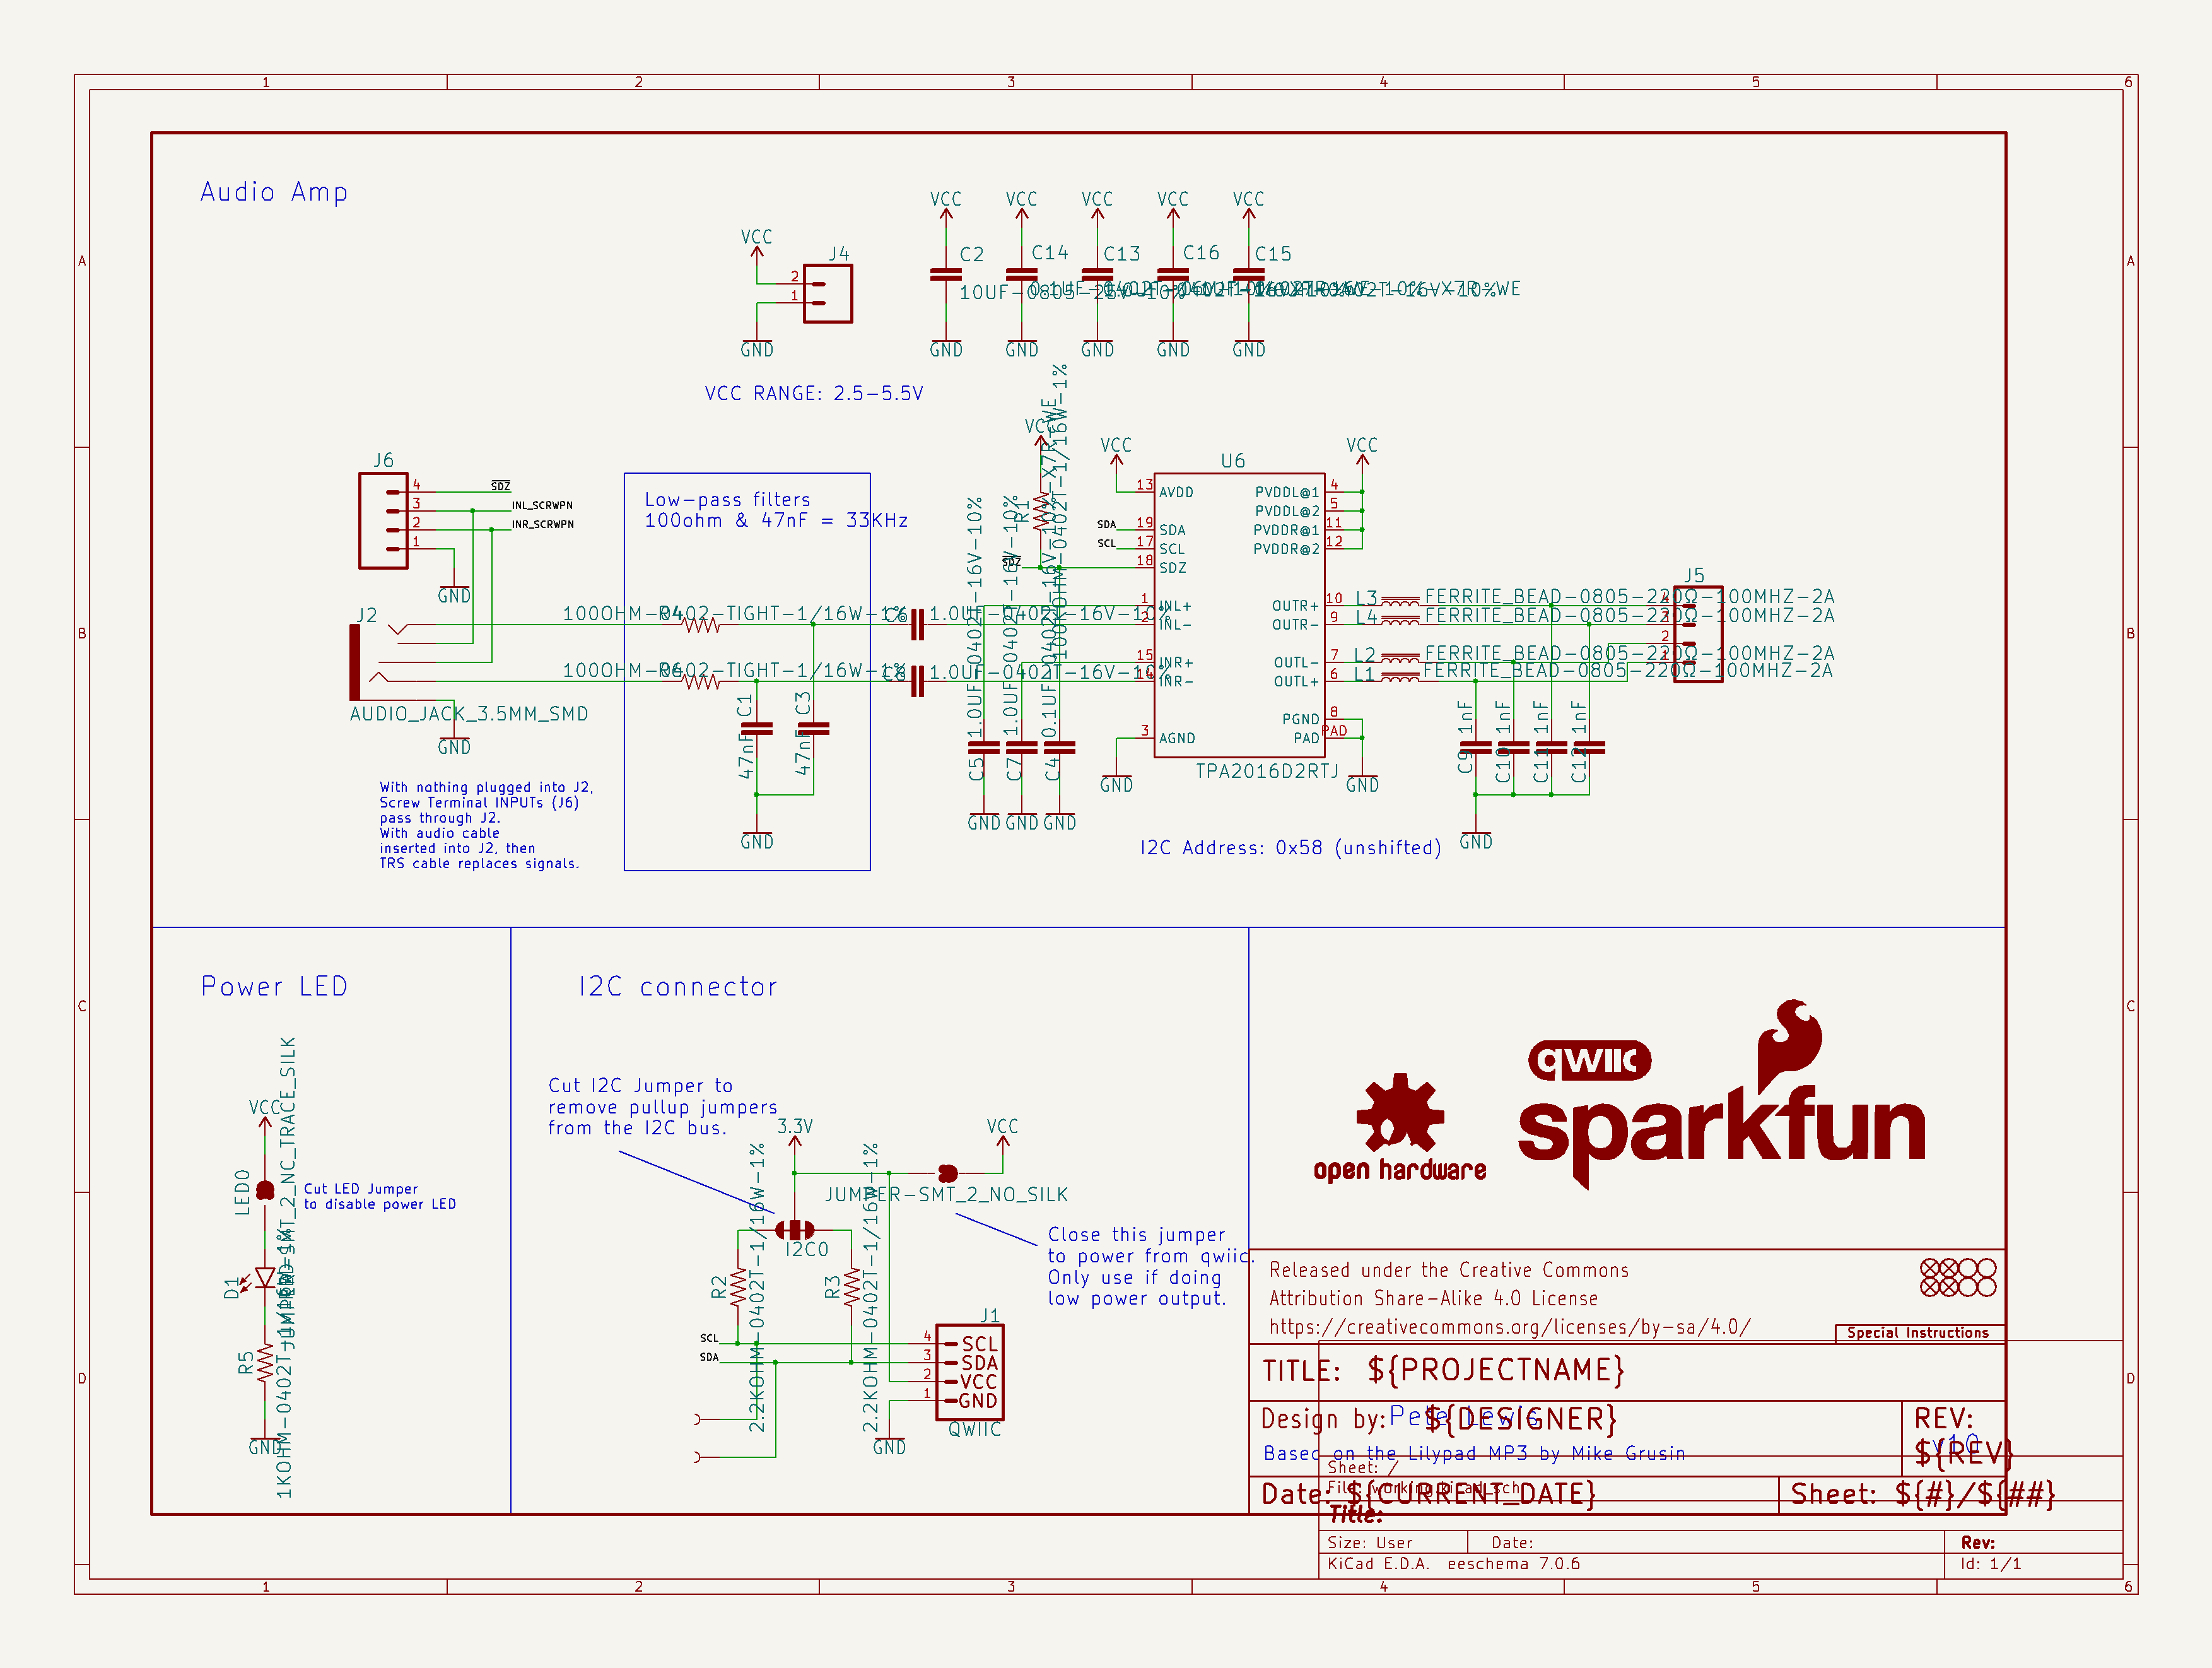 1 2 3 4 5 6
A
B
C
D
A
B
C
D
1 2 3 4 5 6
Audio Amp
VCC
J4
2
1
GND
VCC RANGE: 2.5-5.5V
VCC VCC VCC VCC VCC
C2 C14 C13 C16 C15
10UF-0805-25V-10%
GND GND GND GND GND
J6
4
3
2
1
SDZ
INL_SCRWPN
INR_SCRWPN
GND
J2
AUDIO_JACK_3.5MM_SMD
GND
With nothing plugged into J2,
Screw Terminal INPUTs (J6)
pass through J2.
With audio cable
inserted into J2, then
TRS cable replaces signals.
Low-pass filters
100ohm & 47nF = 33KHz
100OHM-0402-TIGHT-1/16W-1%
R4
100OHM-0402-TIGHT-1/16W-1%
R6
C1
47nF
C3
47nF
GND
C6
1.0UF-0402T-16V-10%
C8
1.0UF-0402T-16V-10%
VCC
R1
100KOHM-0402T-1/16W-1%
SDZ
C5
1.0UF-0402T-16V-10%
C7
1.0UF-0402T-16V-10%
C4
0.1UF-0402T-16V-10%-X7R-WE
GND GND GND
VCC
U6
VCC
13 AVDD
SDA 19 SDA
SCL 17 SCL
18 SDZ
1 INL+
2 INL-
15 INR+
14 INR-
3 AGND
PVDDL@1 4
PVDDL@2 5
PVDDR@1 11
PVDDR@2 12
OUTR+ 10
OUTR- 9
OUTL- 7
OUTL+ 6
PGND 8
PAD PAD
TPA2016D2RTJ
GND
GND
I2C Address: 0x58 (unshifted)
L3 FERRITE_BEAD-0805-220Ω-100MHZ-2A
L4 FERRITE_BEAD-0805-220Ω-100MHZ-2A
L2 FERRITE_BEAD-0805-220Ω-100MHZ-2A
L1 FERRITE_BEAD-0805-220Ω-100MHZ-2A
J5
4
3
2
1
C9 1nF
C10 1nF
C11 1nF
C12 1nF
GND
Power LED
VCC
LED0
JUMPER-SMT_2_NC_TRACE_SILK
Cut LED Jumper
to disable power LED
D1
RED
R5
1KOHM-0402T-1/16W-1%
GND
I2C connector
Cut I2C Jumper to
remove pullup jumpers
from the I2C bus.
3.3V
VCC
JUMPER-SMT_2_NO_SILK
I2C0
R2
2.2KOHM-0402T-1/16W-1%
R3
2.2KOHM-0402T-1/16W-1%
Close this jumper
to power from qwiic.
Only use if doing
low power output.
SCL
SDA
J1
4 SCL
3 SDA
2 VCC
1 GND
QWIIC
GND
qwiic
sparkfun
open hardware
Released under the Creative Commons
Attribution Share-Alike 4.0 License
https://creativecommons.org/licenses/by-sa/4.0/
Special Instructions
TITLE: ${PROJECTNAME}
Design by: Pete Lewis ${DESIGNER}
Based on the Lilypad MP3 by Mike Grusin
REV:
v10
${REV}
Date: ${CURRENT_DATE}
Sheet: ${#}/${##}
Sheet: /
File: working.kicad_sch
Title:
Size: User Date: Rev:
KiCad E.D.A. eeschema 7.0.6 Id: 1/1